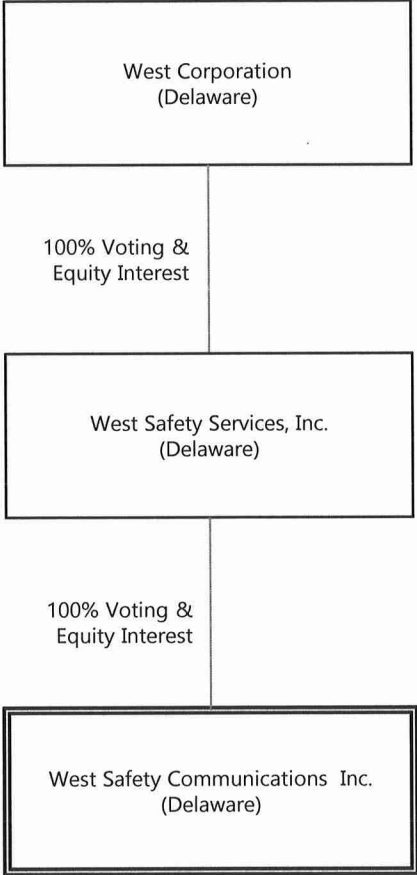 West Corporation
(Delaware)
100% Voting &
Equity Interest
West Safety Services, Inc.
(Delaware)
100% Voting &
Equity Interest
West Safety Communications Inc.
(Delaware)